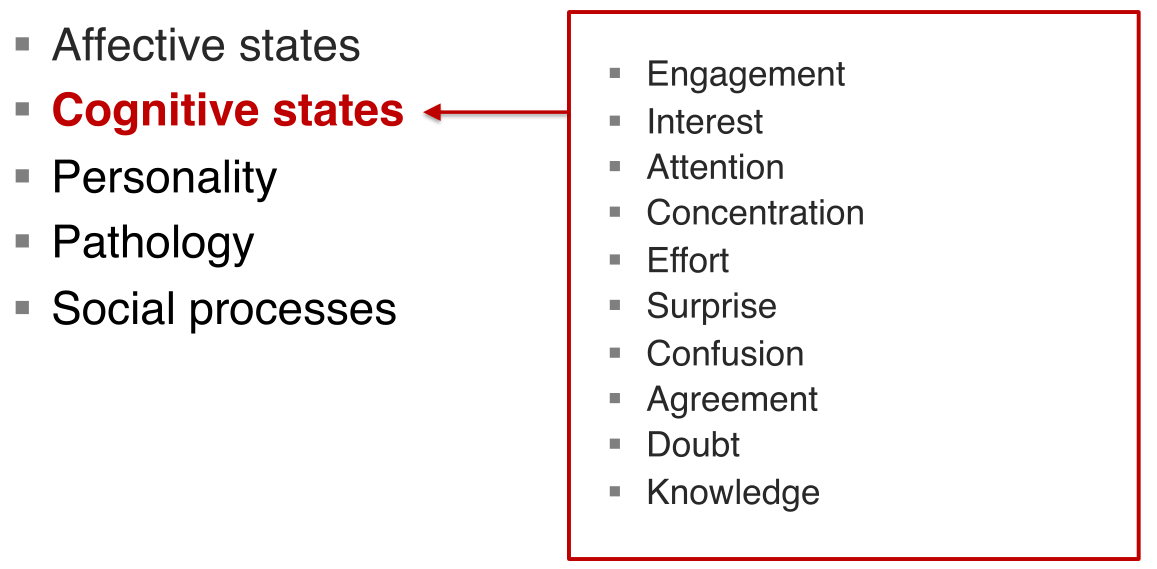 Affective states
Cognitive states
Personality
Pathology
Social processes
Engagement
Interest
Attention
Concentration
Effort
Surprise
Confusion
Agreement
Doubt
Knowledge